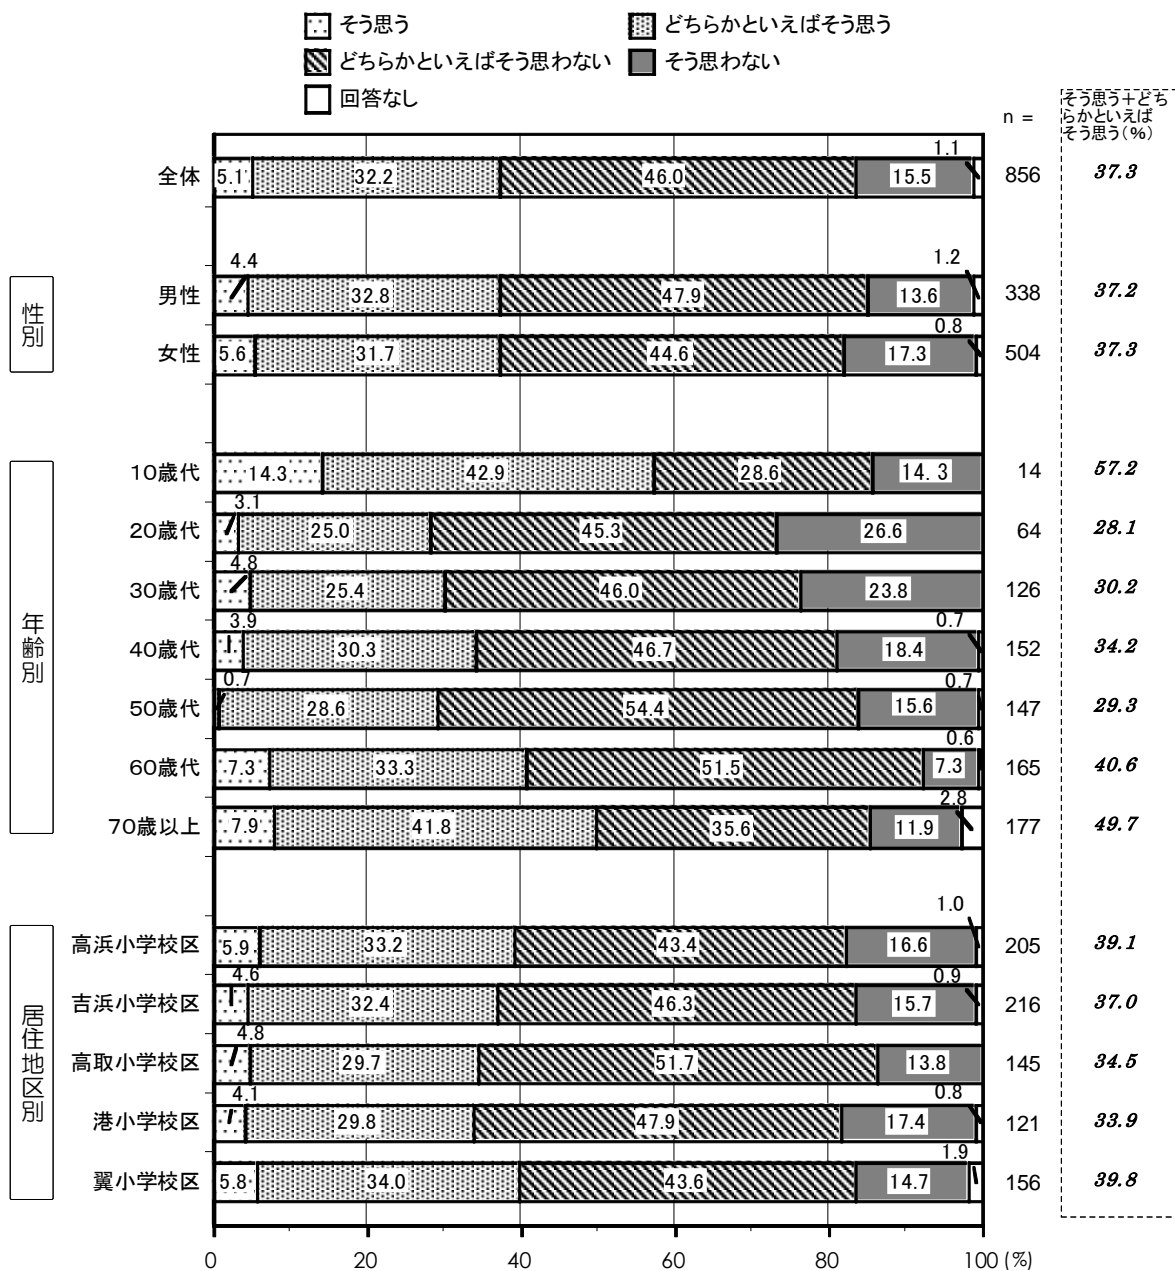 そう思う どちらかといえばそう思う
どちらかといえばそう思わない そう思わない
回答なし
n =
そう思う+どち
らかといえば
そう思う(%)
全体 5.1 32.2 46.0 15.5 1.1 856 37.3
性別
男性 4.4 32.8 47.9 13.6 1.2 338 37.2
女性 5.6 31.7 44.6 17.3 0.8 504 37.3
年齢別
10歳代 14.3 42.9 28.6 14.3 14 57.2
20歳代 3.1 25.0 45.3 26.6 64 28.1
30歳代 4.8 25.4 46.0 23.8 126 30.2
40歳代 3.9 30.3 46.7 18.4 0.7 152 34.2
50歳代 0.7 28.6 54.4 15.6 0.7 147 29.3
60歳代 7.3 33.3 51.5 7.3 0.6 165 40.6
70歳以上 7.9 41.8 35.6 11.9 2.8 177 49.7
居住地区別
高浜小学校区 5.9 33.2 43.4 16.6 1.0 205 39.1
吉浜小学校区 4.6 32.4 46.3 15.7 0.9 216 37.0
高取小学校区 4.8 29.7 51.7 13.8 145 34.5
港小学校区 4.1 29.8 47.9 17.4 0.8 121 33.9
翼小学校区 5.8 34.0 43.6 14.7 1.9 156 39.8
0 20 40 60 80 100 (%)